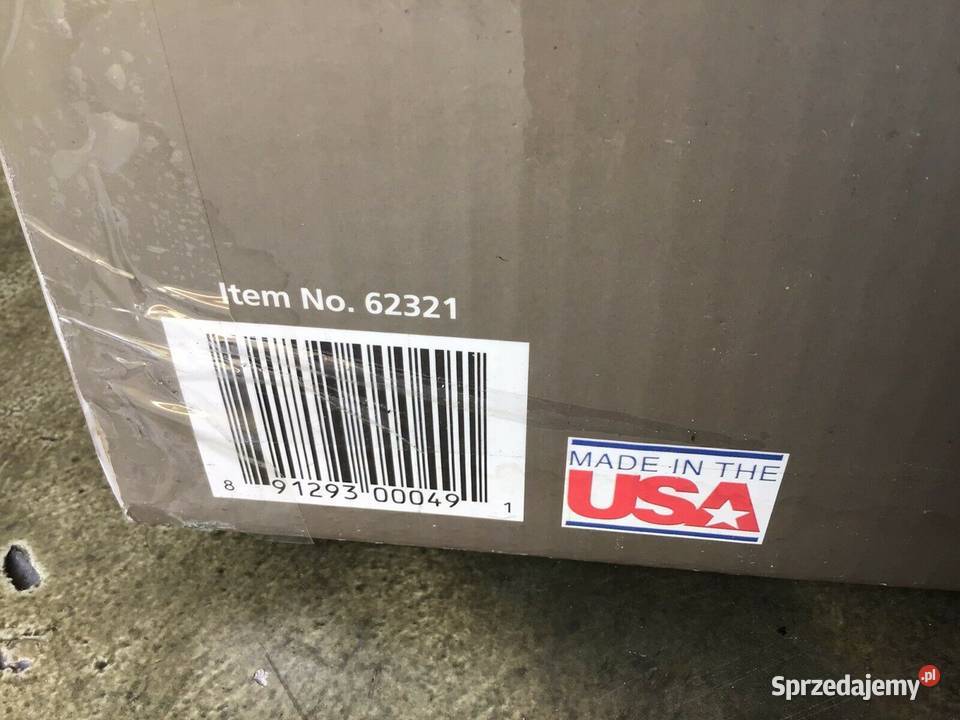 Item No. 62321
8 91293 00049 1
MADE IN THE
USA
Sprzedajemy.pl